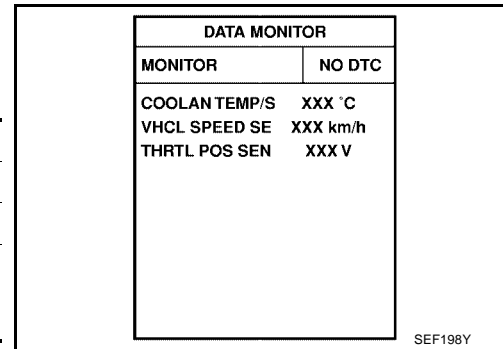 DATA MONITOR
MONITOR NO DTC
COOLAN TEMP/S XXX °C
VHCL SPEED SE XXX km/h
THRTL POS SEN XXX V
SEF198Y